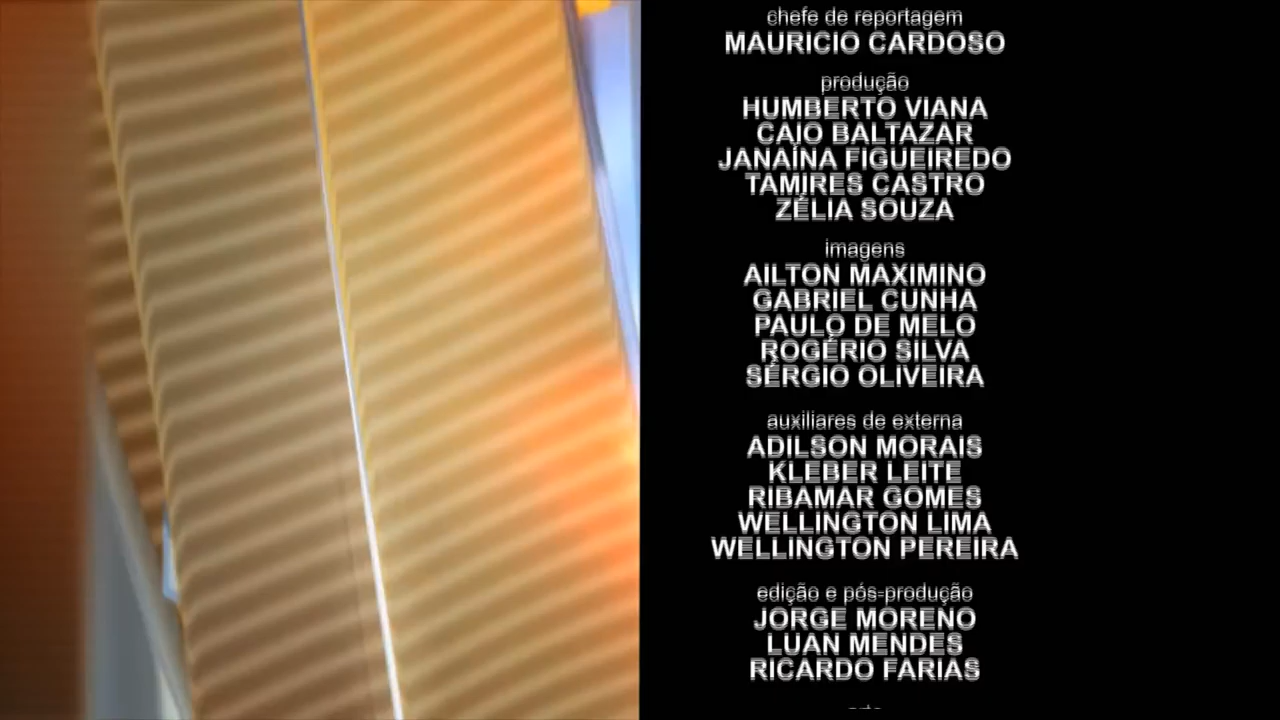 chefe de reportagem
MAURICIO CARDOSO
produção
HUMBERTO VIANA
CAIO BALTAZAR
JANAÍNA FIGUEIREDO
TAMIRES CASTRO
ZÉLIA SOUZA
imagens
AILTON MAXIMINO
GABRIEL CUNHA
PAULO DE MELO
ROGÉRIO SILVA
SÉRGIO OLIVEIRA
auxiliares de externa
ADILSON MORAIS
KLEBER LEITE
RIBAMAR GOMES
WELLINGTON LIMA
WELLINGTON PEREIRA
edição e pós-produção
JORGE MORENO
LUAN MENDES
RICARDO FARIAS